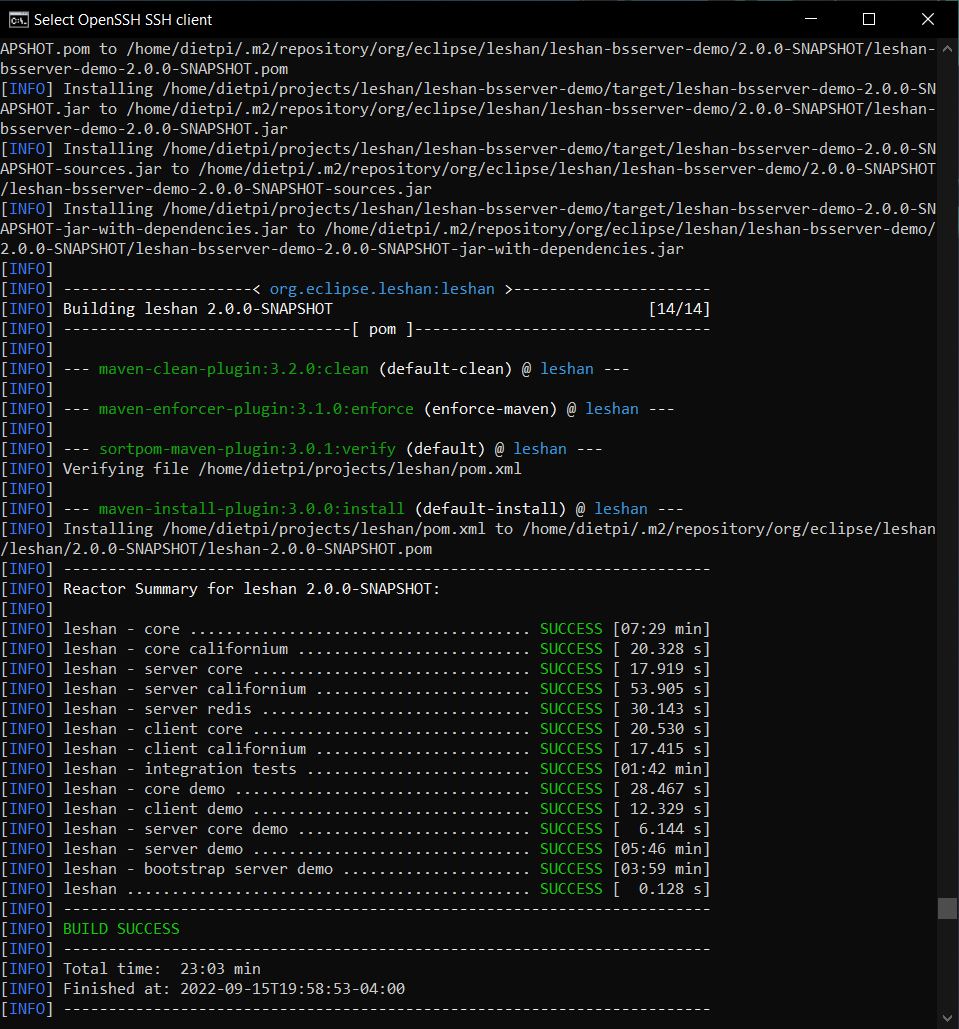 Select OpenSSH SSH client
APSHOT.pom to /home/dietpi/.m2/repository/org/eclipse/leshan/leshan-bsserver-demo/2.0.0-SNAPSHOT/leshan-
bsserver-demo-2.0.0-SNAPSHOT.pom
[INFO] Installing /home/dietpi/projects/leshan/leshan-bsserver-demo/target/leshan-bsserver-demo-2.0.0-SN
APSHOT.jar to /home/dietpi/.m2/repository/org/eclipse/leshan/leshan-bsserver-demo/2.0.0-SNAPSHOT/leshan-
bsserver-demo-2.0.0-SNAPSHOT.jar
[INFO] Installing /home/dietpi/projects/leshan/leshan-bsserver-demo/target/leshan-bsserver-demo-2.0.0-SN
APSHOT-sources.jar to /home/dietpi/.m2/repository/org/eclipse/leshan/leshan-bsserver-demo/2.0.0-SNAPSHOT
/leshan-bsserver-demo-2.0.0-SNAPSHOT-sources.jar
[INFO] Installing /home/dietpi/projects/leshan/leshan-bsserver-demo/target/leshan-bsserver-demo-2.0.0-SN
APSHOT-jar-with-dependencies.jar to /home/dietpi/.m2/repository/org/eclipse/leshan/leshan-bsserver-demo/
2.0.0-SNAPSHOT/leshan-bsserver-demo-2.0.0-SNAPSHOT-jar-with-dependencies.jar
[INFO]
[INFO] ---------------------< org.eclipse.leshan:leshan >----------------------
[INFO] Building leshan 2.0.0-SNAPSHOT                                   [14/14]
[INFO] --------------------------------[ pom ]---------------------------------
[INFO]
[INFO] --- maven-clean-plugin:3.2.0:clean (default-clean) @ leshan ---
[INFO]
[INFO] --- maven-enforcer-plugin:3.1.0:enforce (enforce-maven) @ leshan ---
[INFO]
[INFO] --- sortpom-maven-plugin:3.0.1:verify (default) @ leshan ---
[INFO] Verifying file /home/dietpi/projects/leshan/pom.xml
[INFO]
[INFO] --- maven-install-plugin:3.0.0:install (default-install) @ leshan ---
[INFO] Installing /home/dietpi/projects/leshan/pom.xml to /home/dietpi/.m2/repository/org/eclipse/leshan
/leshan/2.0.0-SNAPSHOT/leshan-2.0.0-SNAPSHOT.pom
[INFO] ------------------------------------------------------------------------
[INFO] Reactor Summary for leshan 2.0.0-SNAPSHOT:
[INFO]
[INFO] leshan - core ...................................... SUCCESS [07:29 min]
[INFO] leshan - core californium .......................... SUCCESS [ 20.328 s]
[INFO] leshan - server core ............................... SUCCESS [ 17.919 s]
[INFO] leshan - server californium ........................ SUCCESS [ 53.905 s]
[INFO] leshan - server redis .............................. SUCCESS [ 30.143 s]
[INFO] leshan - client core ............................... SUCCESS [ 20.530 s]
[INFO] leshan - client californium ........................ SUCCESS [ 17.415 s]
[INFO] leshan - integration tests ......................... SUCCESS [01:42 min]
[INFO] leshan - core demo ................................. SUCCESS [ 28.467 s]
[INFO] leshan - client demo ............................... SUCCESS [ 12.329 s]
[INFO] leshan - server core demo .......................... SUCCESS [  6.144 s]
[INFO] leshan - server demo ............................... SUCCESS [05:46 min]
[INFO] leshan - bootstrap server demo ..................... SUCCESS [03:59 min]
[INFO] leshan ............................................. SUCCESS [  0.128 s]
[INFO] ------------------------------------------------------------------------
[INFO] BUILD SUCCESS
[INFO] ------------------------------------------------------------------------
[INFO] Total time:  23:03 min
[INFO] Finished at: 2022-09-15T19:58:53-04:00
[INFO] ------------------------------------------------------------------------